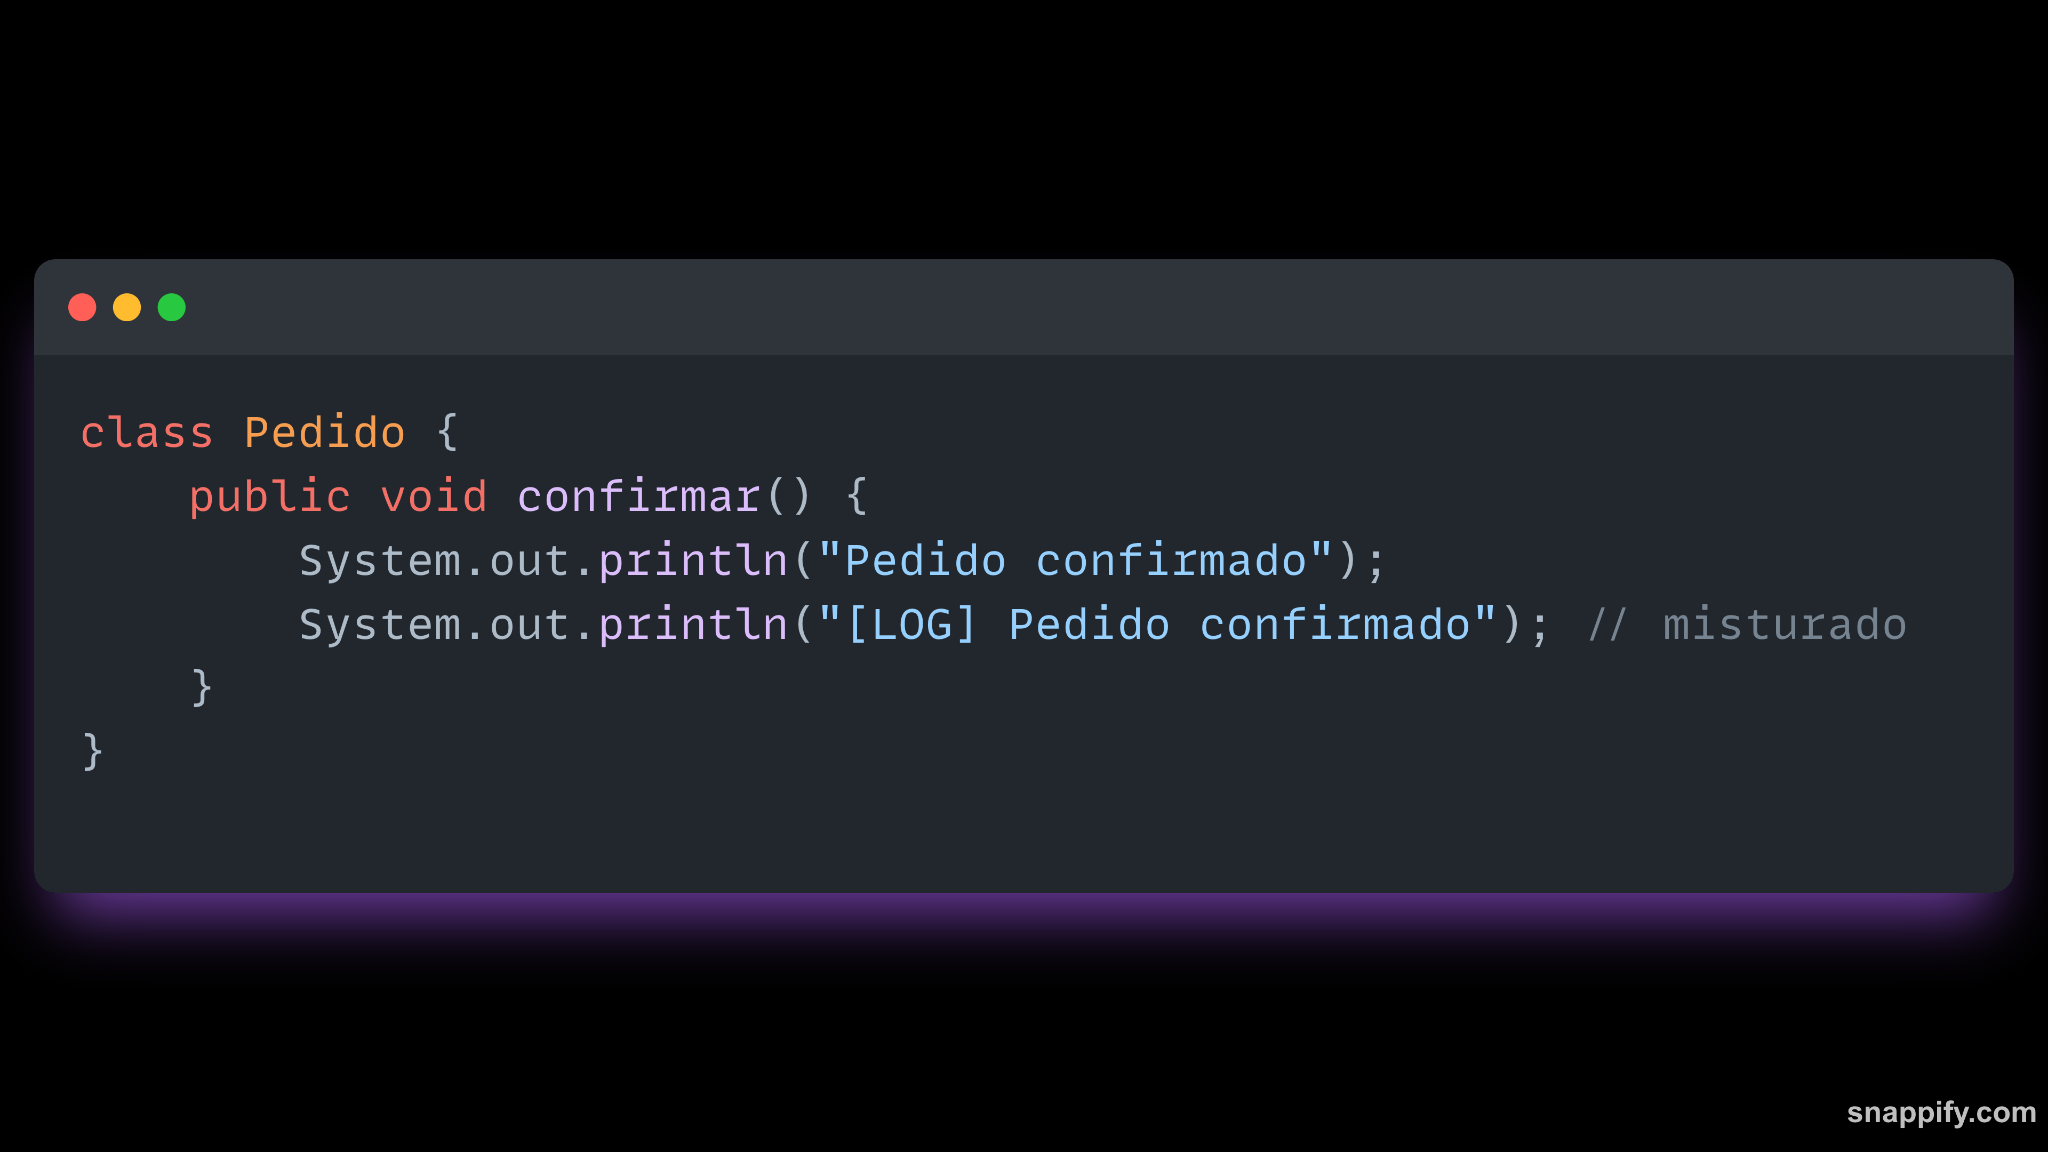 class Pedido {
    public void confirmar() {
        System.out.println("Pedido confirmado");
        System.out.println("[LOG] Pedido confirmado"); // misturado
    }
}
snappify.com